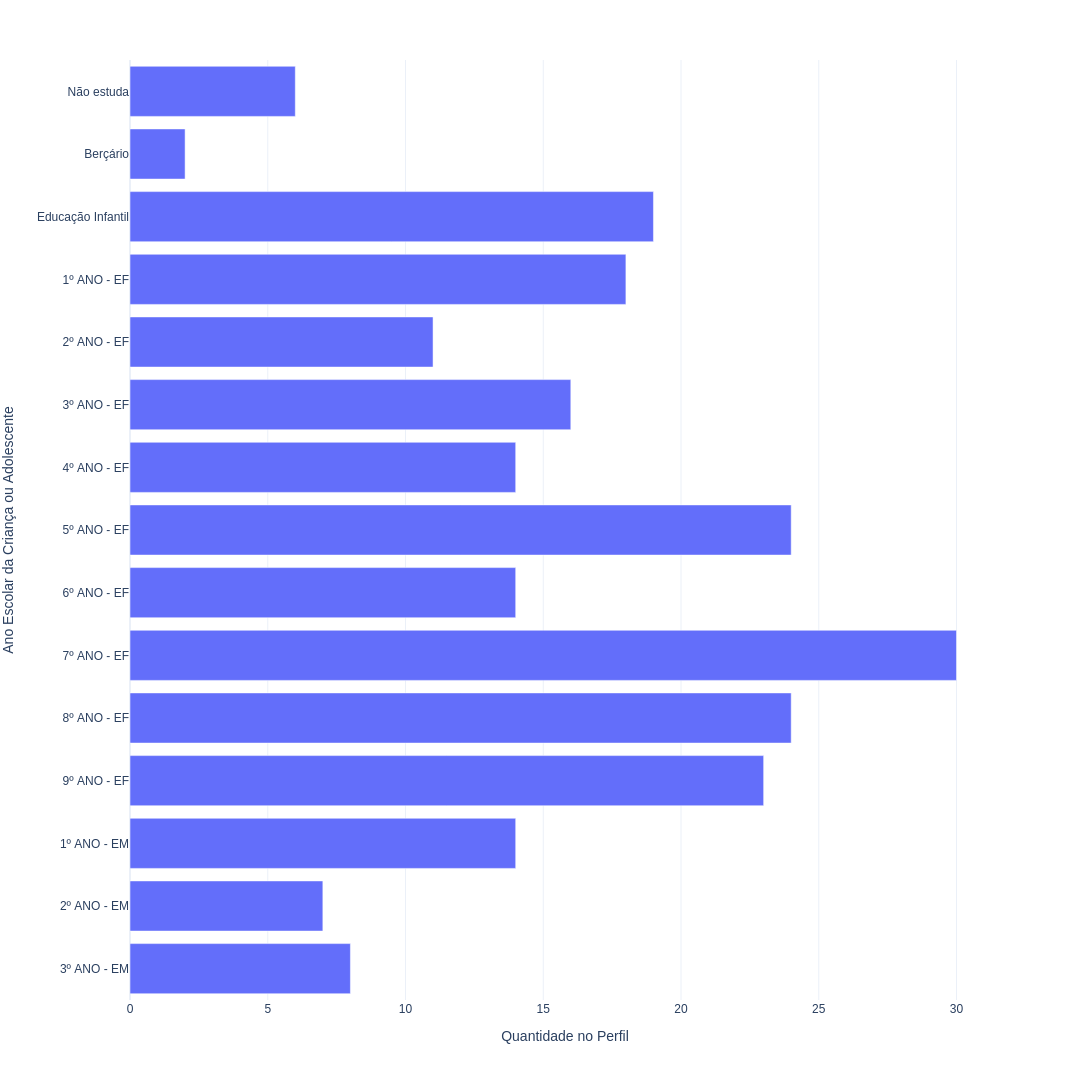 Não estuda
Berçário
Educação Infantil
1º ANO - EF
2º ANO - EF
3º ANO - EF
4º ANO - EF
5º ANO - EF
6º ANO - EF
7º ANO - EF
8º ANO - EF
9º ANO - EF
1º ANO - EM
2º ANO - EM
3º ANO - EM
Ano Escolar da Criança ou Adolescente
0 5 10 15 20 25 30
Quantidade no Perfil